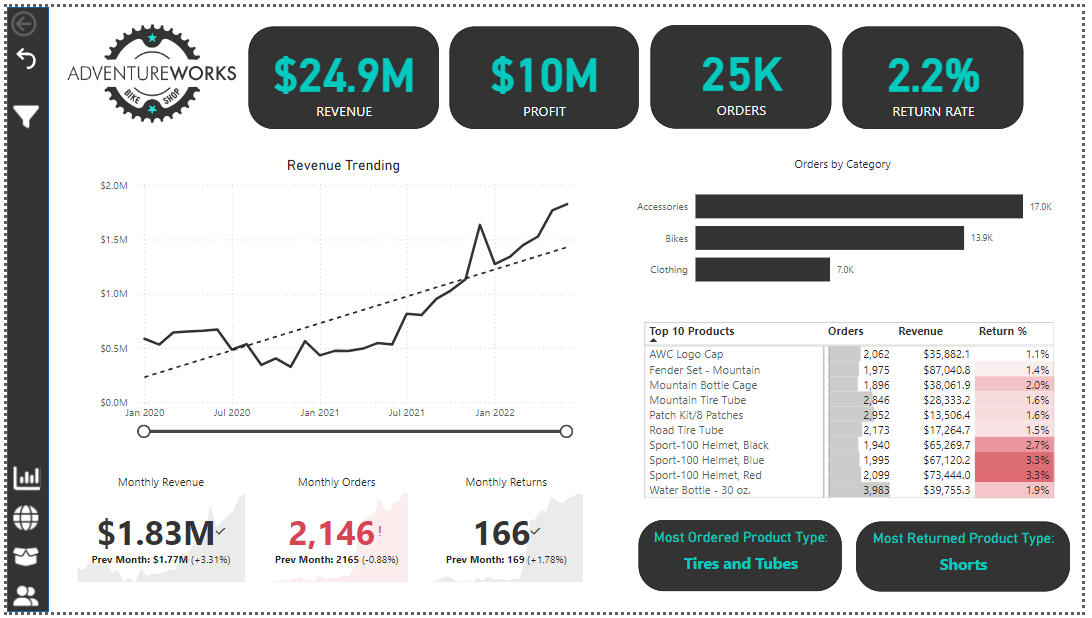 ADVENTUREWORKS
BIKE SHOP
$24.9M
REVENUE
$10M
PROFIT
25K
ORDERS
2.2%
RETURN RATE
Revenue Trending
$2.0M
$1.5M
$1.0M
$0.5M
$0.0M
Jan 2020 Jul 2020 Jan 2021 Jul 2021 Jan 2022
Orders by Category
Accessories 17.0K
Bikes 13.9K
Clothing 7.0K
Top 10 Products Orders Revenue Return %
AWC Logo Cap 2,062 $35,882.1 1.1%
Fender Set - Mountain 1,975 $87,040.8 1.4%
Mountain Bottle Cage 1,896 $38,061.9 2.0%
Mountain Tire Tube 2,846 $28,333.2 1.6%
Patch Kit/8 Patches 2,952 $13,506.4 1.6%
Road Tire Tube 2,173 $17,264.7 1.5%
Sport-100 Helmet, Black 1,940 $65,269.7 2.7%
Sport-100 Helmet, Blue 1,995 $67,120.2 3.3%
Sport-100 Helmet, Red 2,099 $73,444.0 3.3%
Water Bottle - 30 oz. 3,983 $39,755.3 1.9%
Monthly Revenue
$1.83M
Prev Month: $1.77M (+3.31%)
Monthly Orders
2,146!
Prev Month: 2165 (-0.88%)
Monthly Returns
166
Prev Month: 169 (+1.78%)
Most Ordered Product Type:
Tires and Tubes
Most Returned Product Type:
Shorts